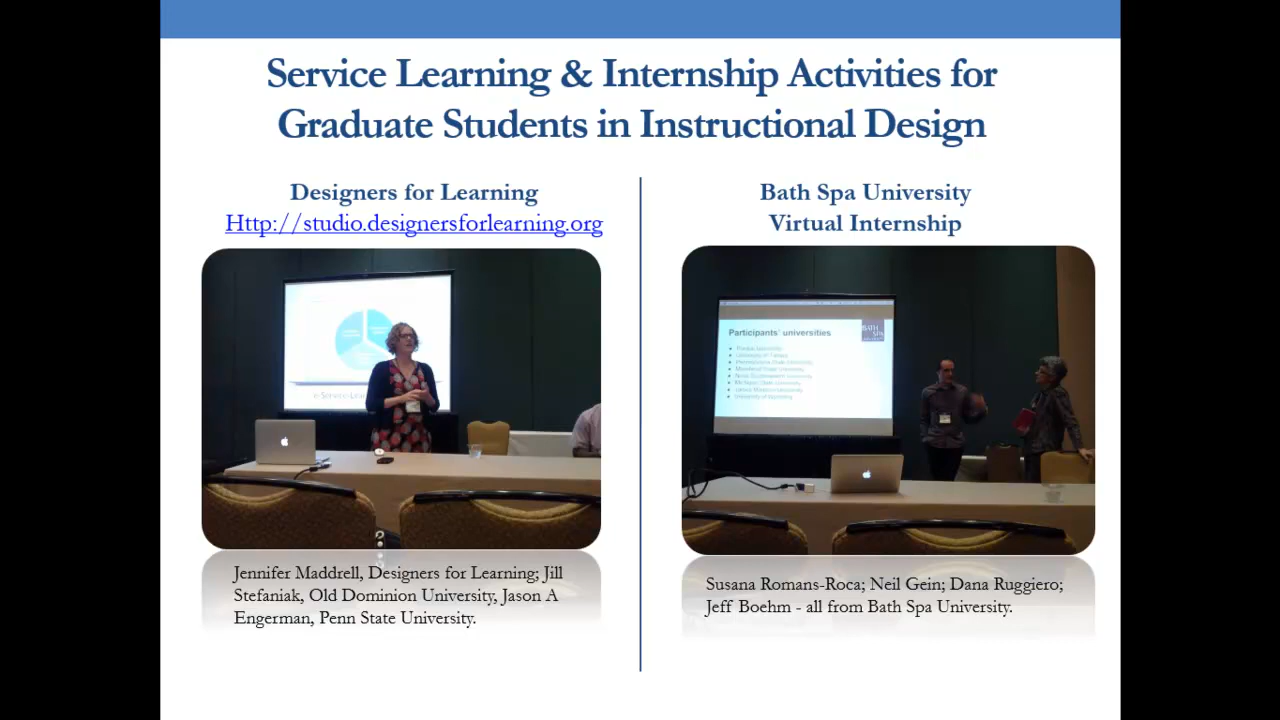 Service Learning & Internship Activities for
Graduate Students in Instructional Design
Designers for Learning
Http://studio.designersforlearning.org
Jennifer Maddrell, Designers for Learning; Jill
Stefaniak, Old Dominion University, Jason A
Engerman, Penn State University.
Bath Spa University
Virtual Internship
Participants' universities
BATH
SPA
Susana Romans-Roca; Neil Gein; Dana Ruggiero;
Jeff Boehm - all from Bath Spa University.